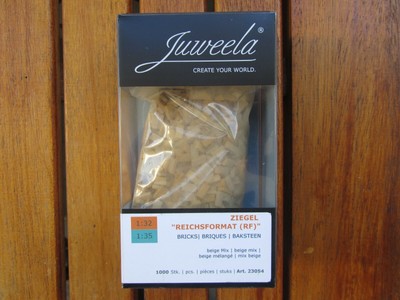 Juweela®
CREATE YOUR WORLD.
1:32
1:35
ZIEGEL
"REICHSFORMAT (RF)"
BRICKS| BRIQUES | BAKSTEEN
beige Mix | beige mix |
beige mélangé | mix beige
1000 Stk. | pcs. | pièces | stuks | Art. 23054